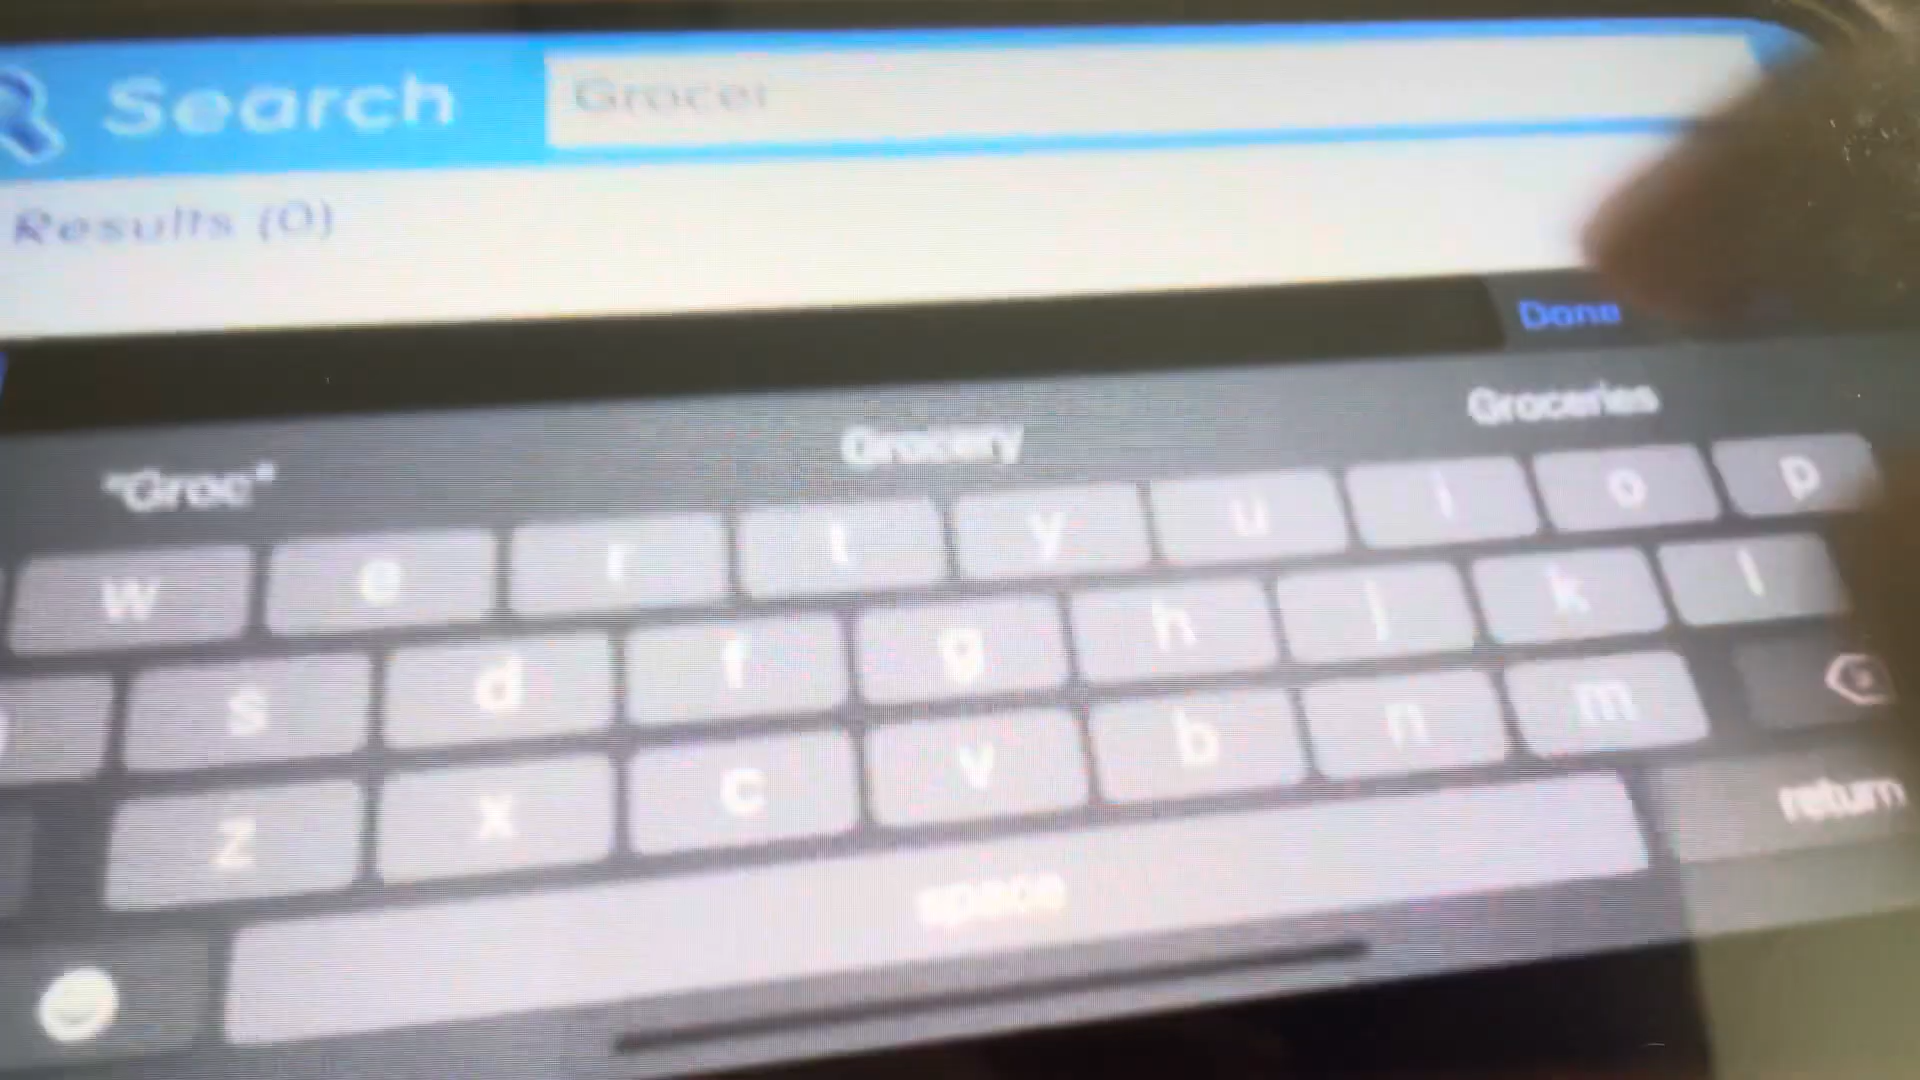 Search
Grocer
Results (0)
Done
"Groc"
Grocery
Groceries
w e r t y u i o p
s d f g h j k l
z x c v b n m
space
return